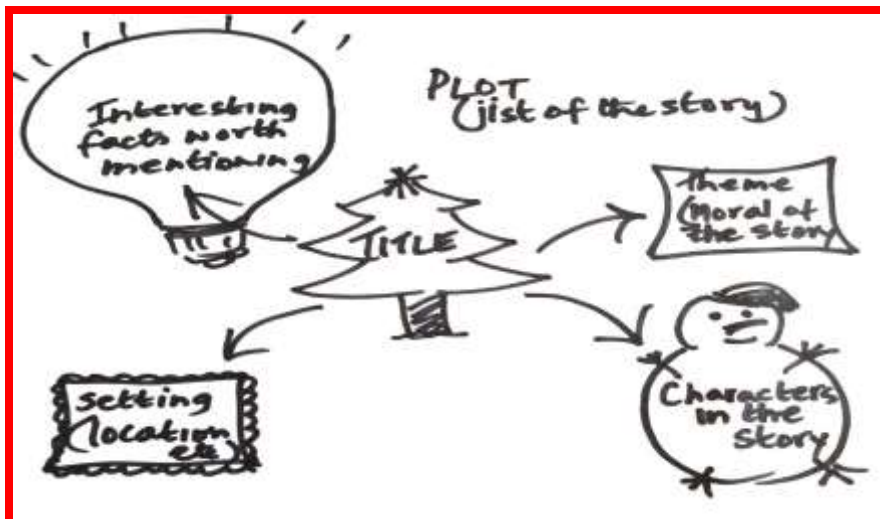 Interesting
facts worth
mentioning
PLOT
(jist of the story)
TITLE
Theme
(Moral of
the story
setting
(location
etc)
Characters
in the
story